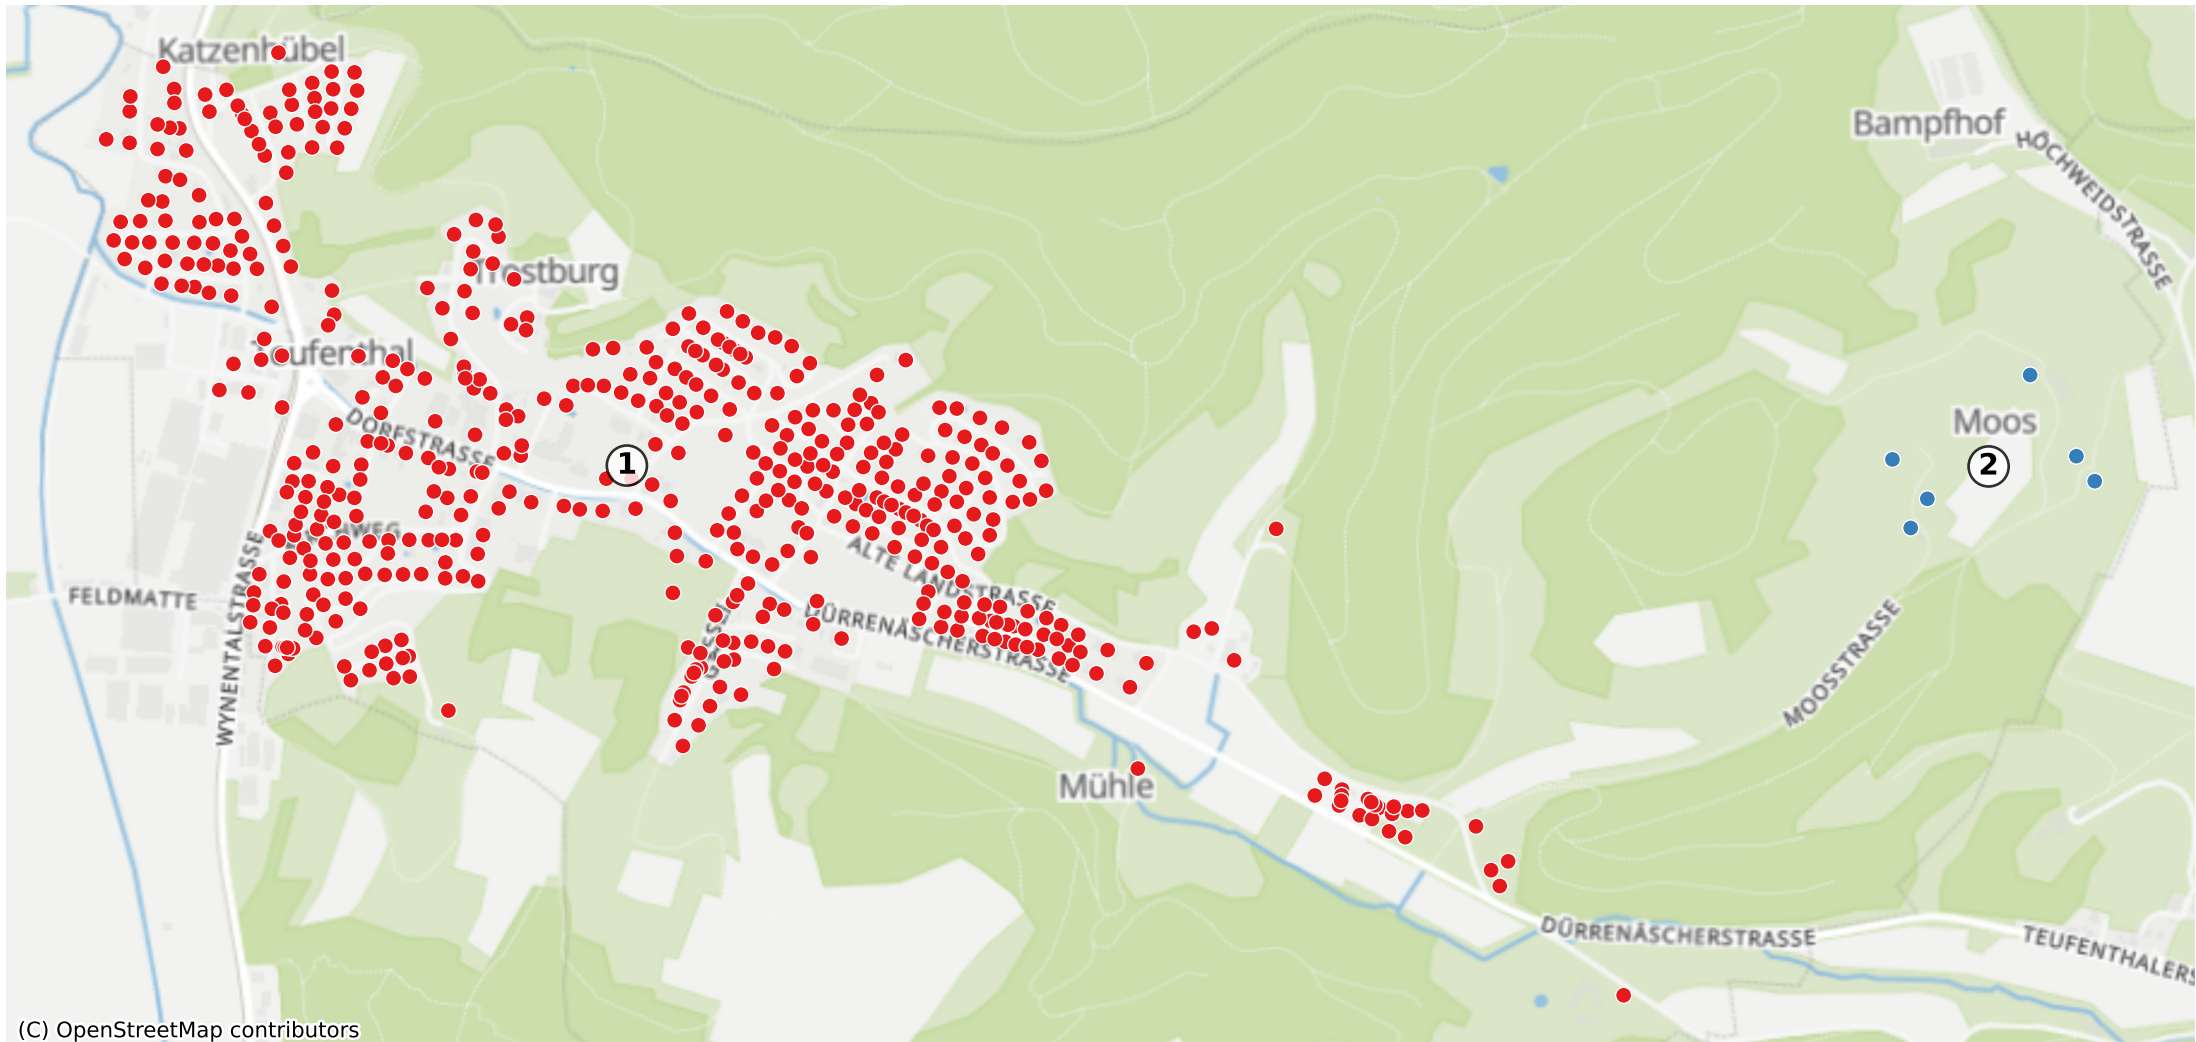 Katzenhübel
Bampfhof
HOCHWEIDSTRASSE
Trostburg
Teufenthal
DORFSTRASSE
Moos
1
2
ALTE LANDSTRASSE
FELDMATTE
WYNENTALSTRASSE
DÜRRENÄSCHERSTRASSE
MOOSSTRASSE
Mühle
DÜRRENÄSCHERSTRASSE
TEUFENTHALERS
(C) OpenStreetMap contributors